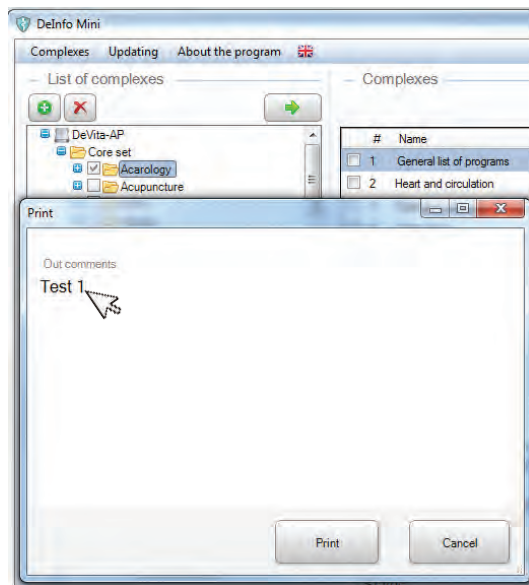 DeInfo Mini
Complexes Updating About the program
List of complexes
Complexes
DeVita-AP
Core set
Acarology
Acupuncture
# Name
1 General list of programs
2 Heart and circulation
Print
Out comments
Test 1
Print Cancel